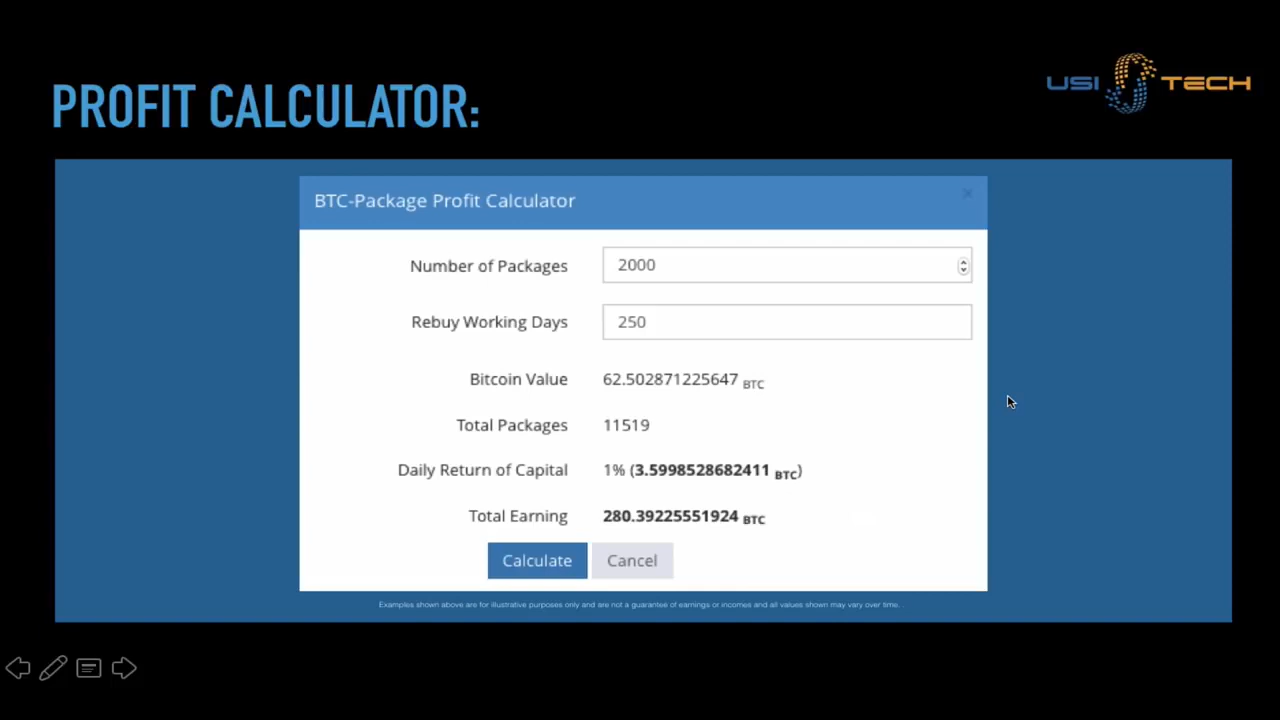 USI TECH
PROFIT CALCULATOR:
BTC-Package Profit Calculator
×
Number of Packages 2000
Rebuy Working Days 250
Bitcoin Value 62.502871225647 BTC
Total Packages 11519
Daily Return of Capital 1% (3.5998528682411 BTC)
Total Earning 280.39225551924 BTC
Calculate Cancel
Examples shown above are for illustrative purposes only and are not a guarantee of earnings or incomes and all values shown may vary over time.